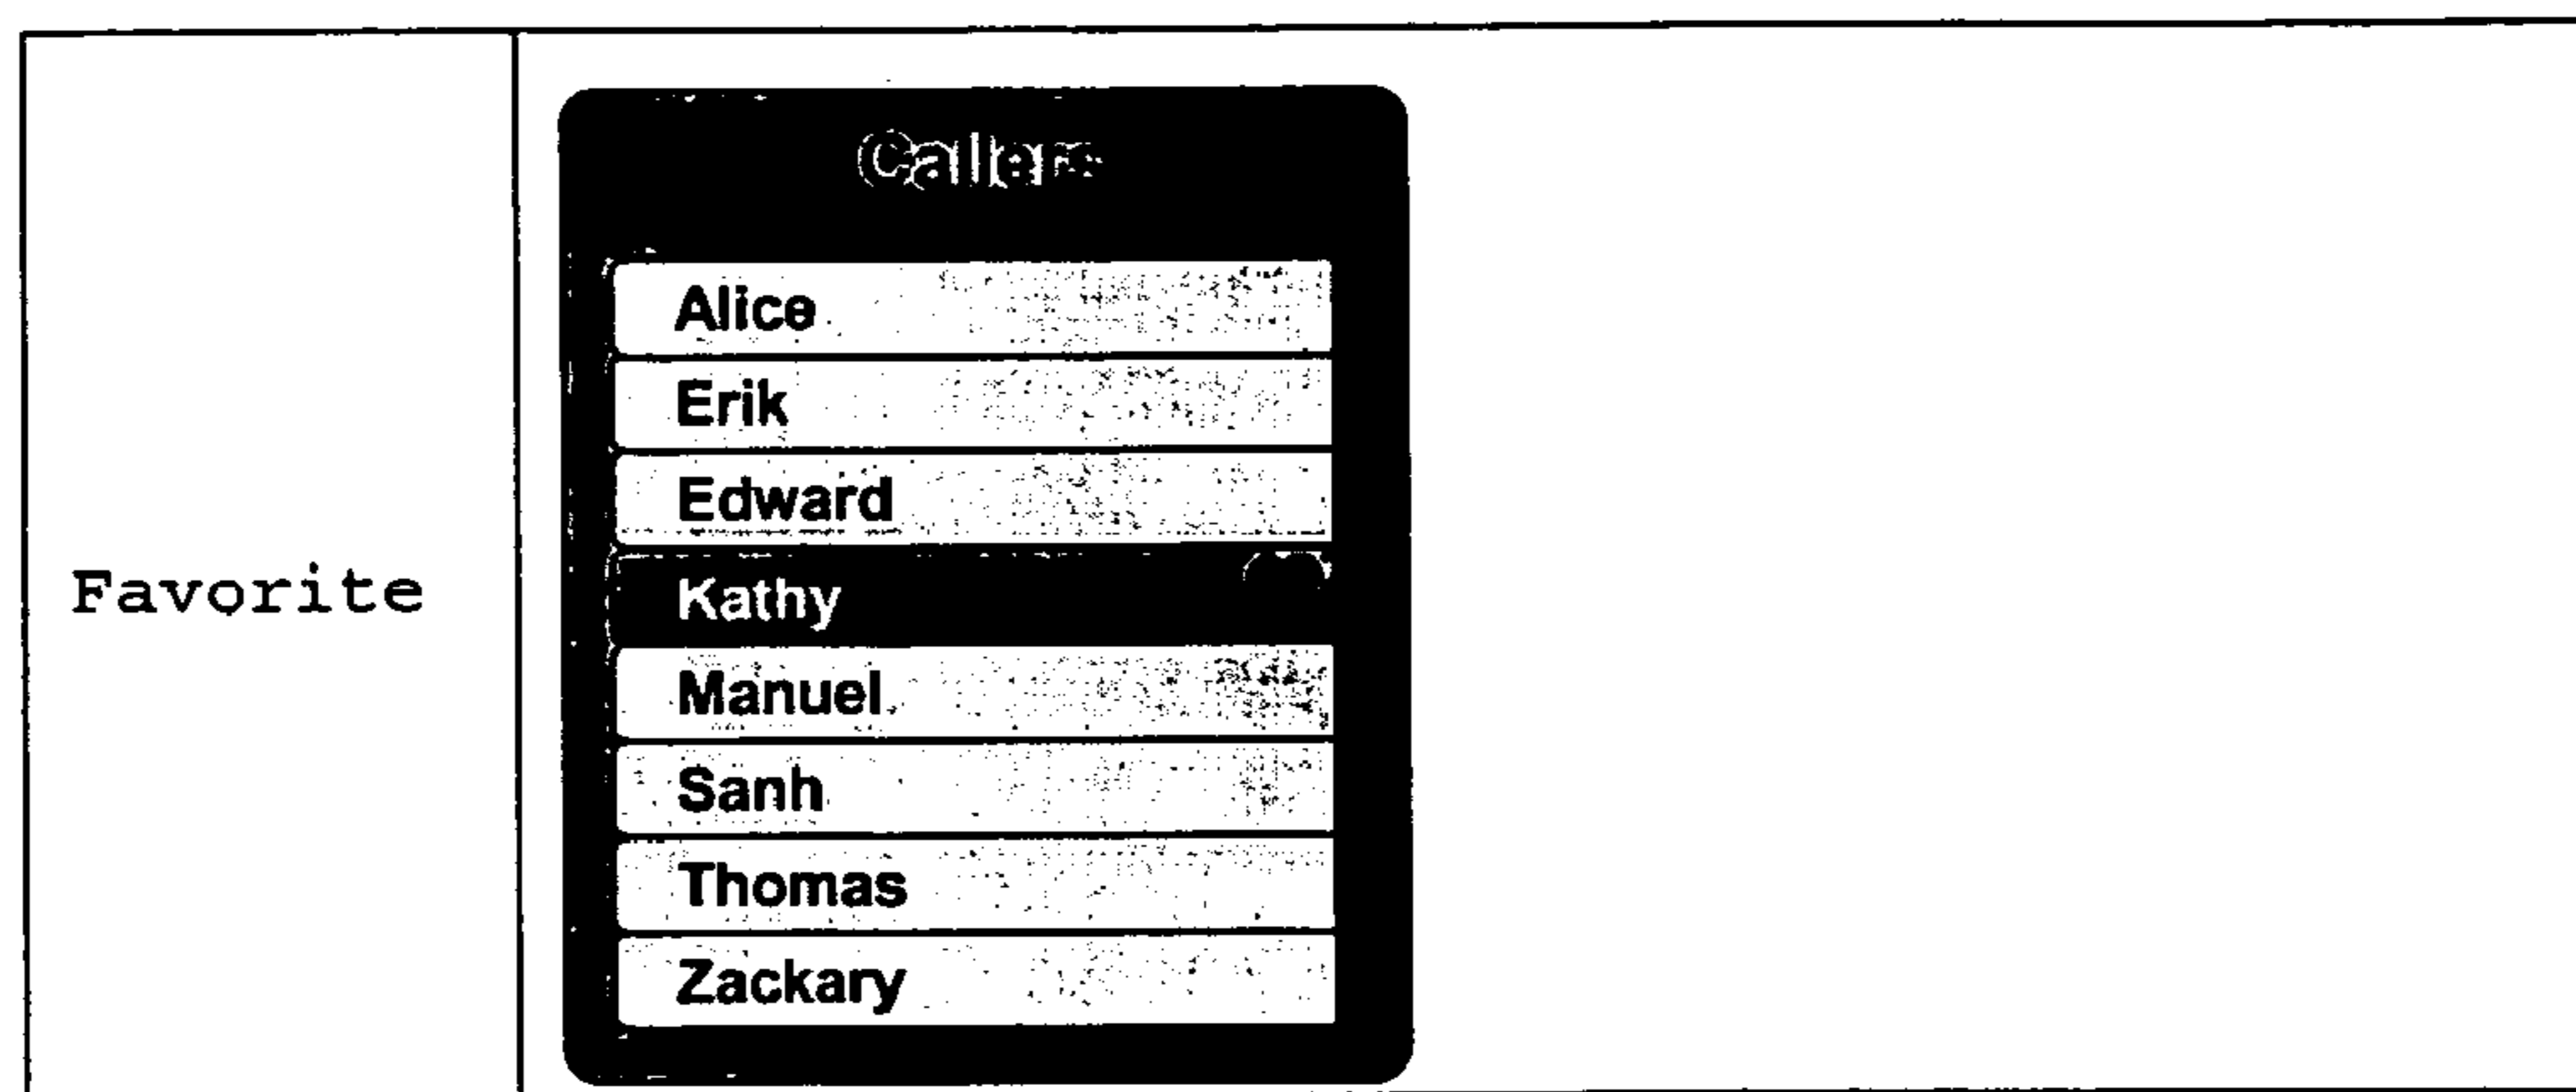 Callers
Alice
Erik
Edward
Favorite
Kathy
Manuel
Sanh
Thomas
Zackary